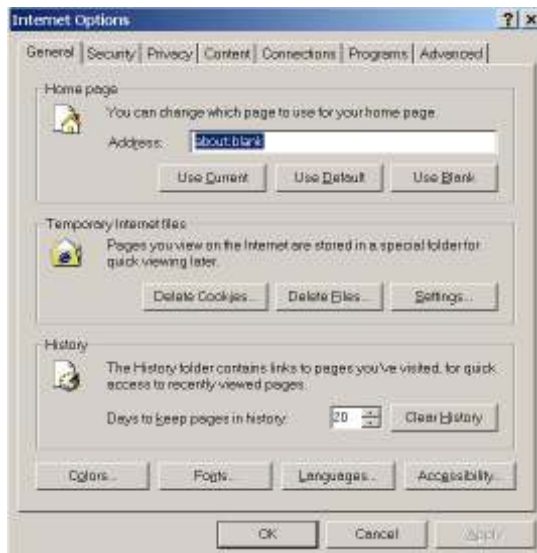 Internet Options
General Security Privacy Content Connections Programs Advanced
Home page
You can change which page to use for your home page.
Address: about:blank
Use Current Use Default Use Blank
Temporary Internet files
Pages you view on the Internet are stored in a special folder for
quick viewing later.
Delete Cookies... Delete Files... Settings...
History
The History folder contains links to pages you've visited, for quick
access to recently viewed pages.
Days to keep pages in history: 20 Clear History
Colors... Fonts... Languages... Accessibility...
OK Cancel Apply